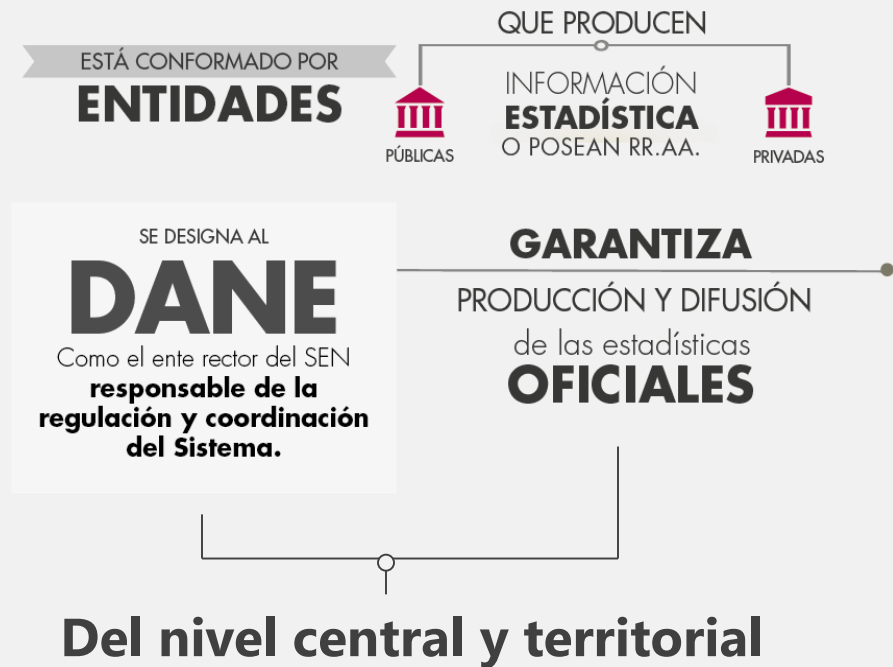 ESTÁ CONFORMADO POR
ENTIDADES
QUE PRODUCEN
PÚBLICAS
INFORMACIÓN
ESTADÍSTICA
O POSEAN RR.AA.
PRIVADAS
SE DESIGNA AL
DANE
Como el ente rector del SEN
responsable de la
regulación y coordinación
del Sistema.
GARANTIZA
PRODUCCIÓN Y DIFUSIÓN
de las estadísticas
OFICIALES
Del nivel central y territorial